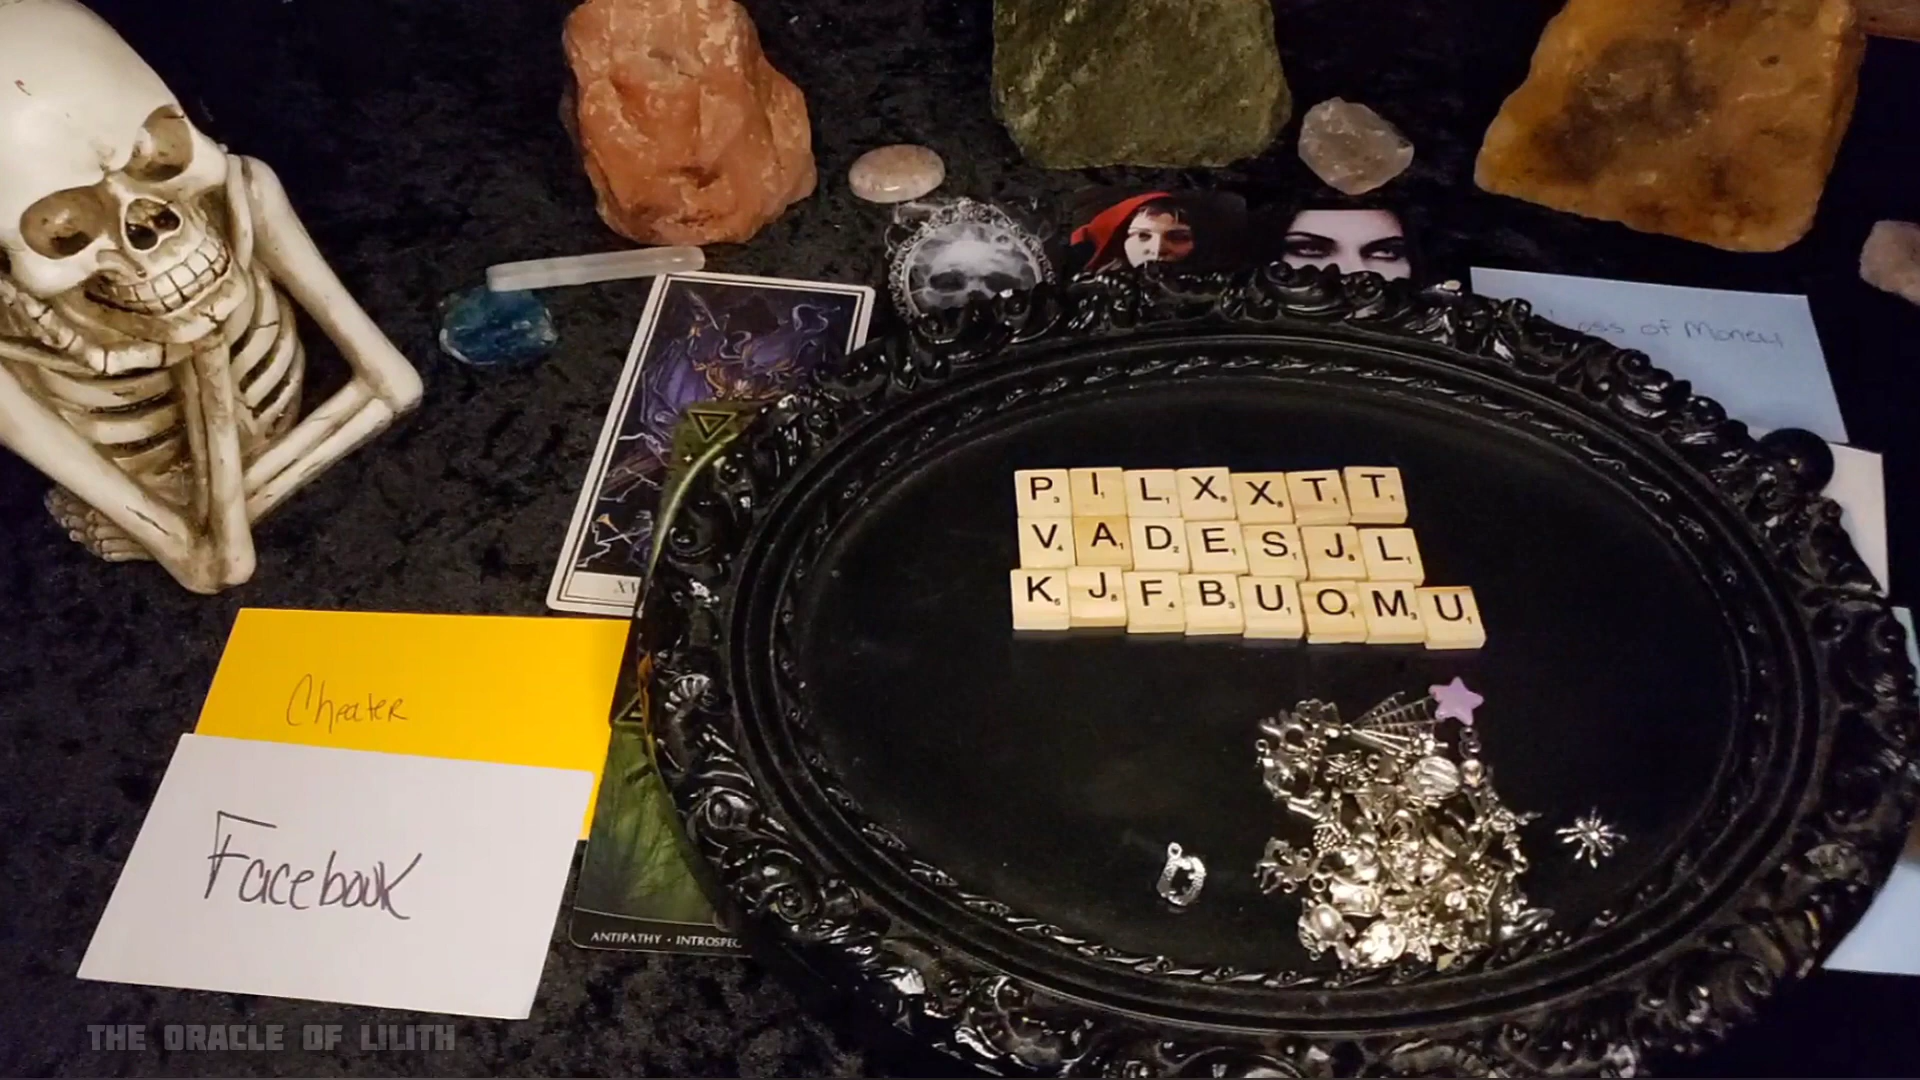 Loss of Money
PILXXTT
VADESJL
KJFBUOMU
Cheater
Facebook
ANTIPATHY • INTROSPEC
THE ORACLE OF LILITH